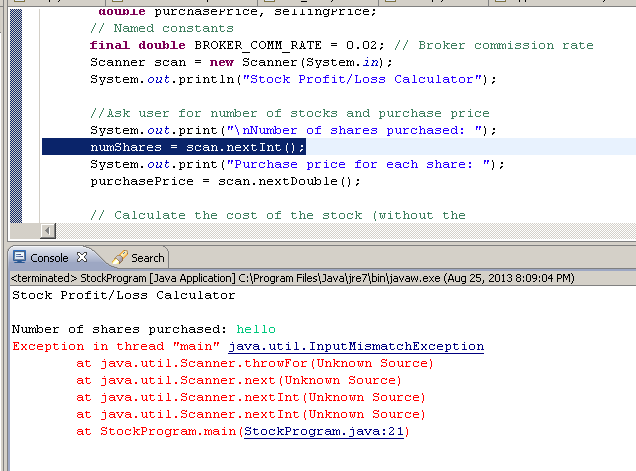 double purchasePrice, sellingPrice;
// Named constants
final double BROKER_COMM_RATE = 0.02; // Broker commission rate
Scanner scan = new Scanner(System.in);
System.out.println("Stock Profit/Loss Calculator");
//Ask user for number of stocks and purchase price
System.out.print("\nNumber of shares purchased: ");
numShares = scan.nextInt();
System.out.print("Purchase price for each share: ");
purchasePrice = scan.nextDouble();
// Calculate the cost of the stock (without the
Console Search
<terminated> StockProgram [Java Application] C:\Program Files\Java\jre7\bin\javaw.exe (Aug 25, 2013 8:09:04 PM)
Stock Profit/Loss Calculator
Number of shares purchased: hello
Exception in thread "main" java.util.InputMismatchException
at java.util.Scanner.throwFor(Unknown Source)
at java.util.Scanner.next(Unknown Source)
at java.util.Scanner.nextInt(Unknown Source)
at java.util.Scanner.nextInt(Unknown Source)
at StockProgram.main(StockProgram.java:21)